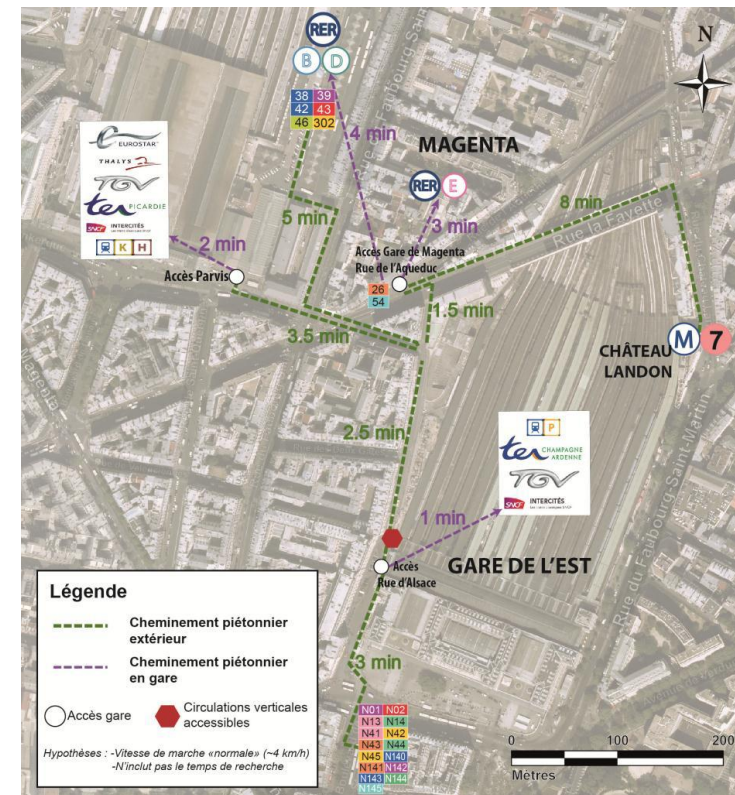 N
RER
B D
38 39
42 43
46 302
4 min
MAGENTA
EUROSTAR
THALYS
TGV
ter PICARDIE
SNCF INTERCITÉS
K H
2 min
5 min
RER E
3 min
8 min
Rue la Fayette
Accès Gare de Magenta
Rue de l'Aqueduc
Accès Parvis
26
54
1.5 min
3.5 min
M 7
CHÂTEAU
LANDON
2.5 min
P
ter CHAMPAGNE
ARDENNE
TGV
SNCF INTERCITÉS
1 min
GARE DE L'EST
Accès
Rue d'Alsace
Rue du Faubourg Saint-Martin
3 min
N01 N02
N13 N14
N41 N42
N43 N44
N45 N140
N141 N142
N143 N144
N145
Légende
Cheminement piétonnier
extérieur
Cheminement piétonnier
en gare
Accès gare
Circulations verticales
accessibles
Hypothèses : -Vitesse de marche «normale» (~4 km/h)
-N'inclut pas le temps de recherche
0 100 200
Mètres